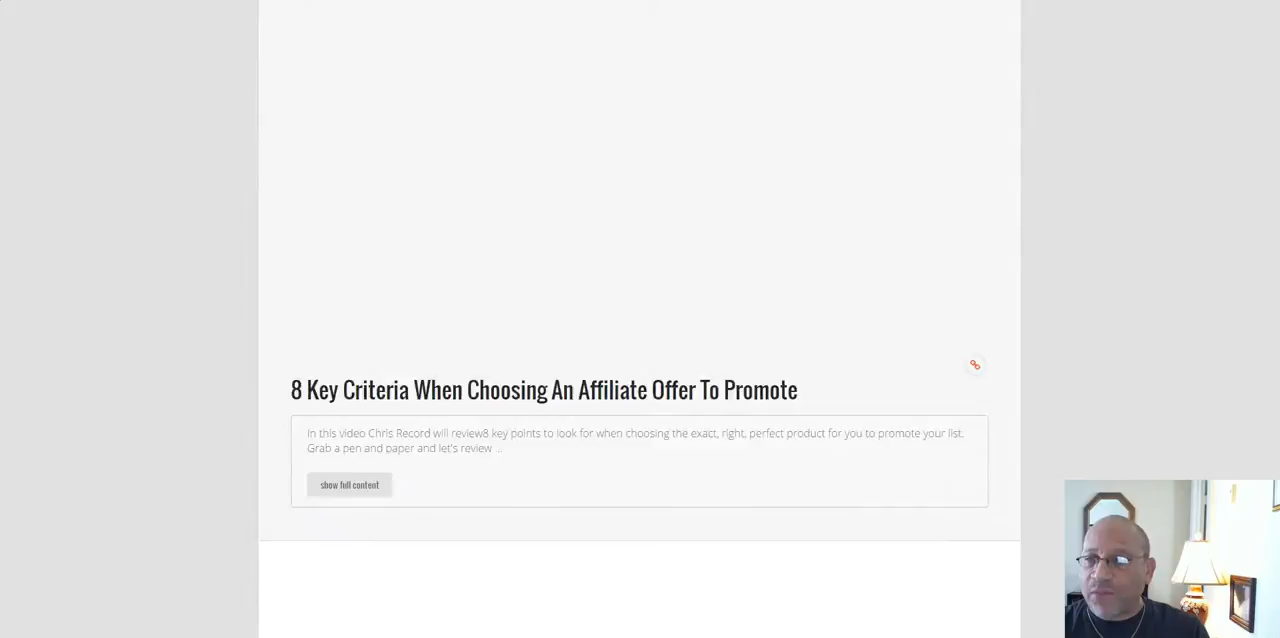 8 Key Criteria When Choosing An Affiliate Offer To Promote
In this video Chris Record will review8 key points to look for when choosing the exact, right, perfect product for you to promote your list.
Grab a pen and paper and let's review ...
show full content